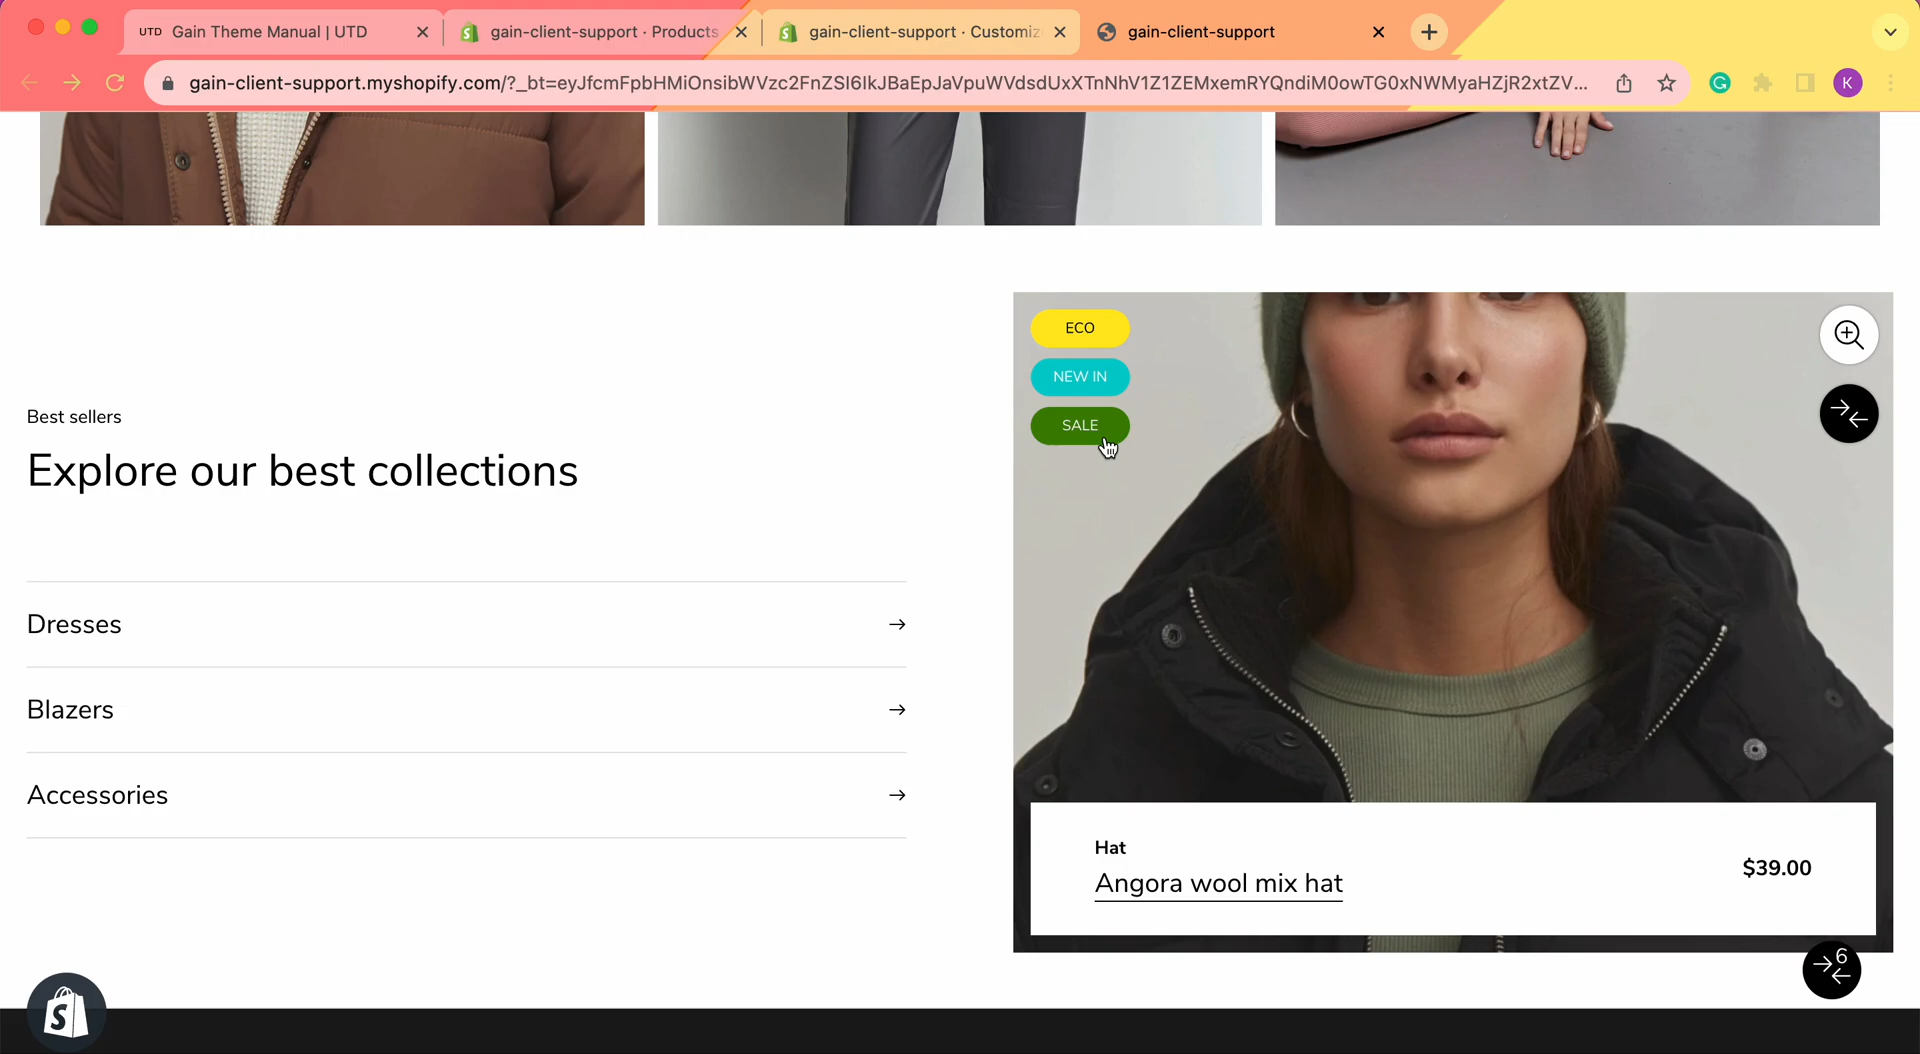 UTD Gain Theme Manual | UTD
gain-client-support · Products
gain-client-support · Customiz
gain-client-support
gain-client-support.myshopify.com/?_bt=eyJfcmFpbHMiOnsibWVzc2FnZSI6IkJBaEpJaVpuWVdsdUxXTnNhV1Z1ZEMxemRYQndiM0owTG0xNWMyaHZjR2xtZV...
K
ECO
NEW IN
SALE
Best sellers
Explore our best collections
Dresses
Blazers
Accessories
Hat
Angora wool mix hat
$39.00
6